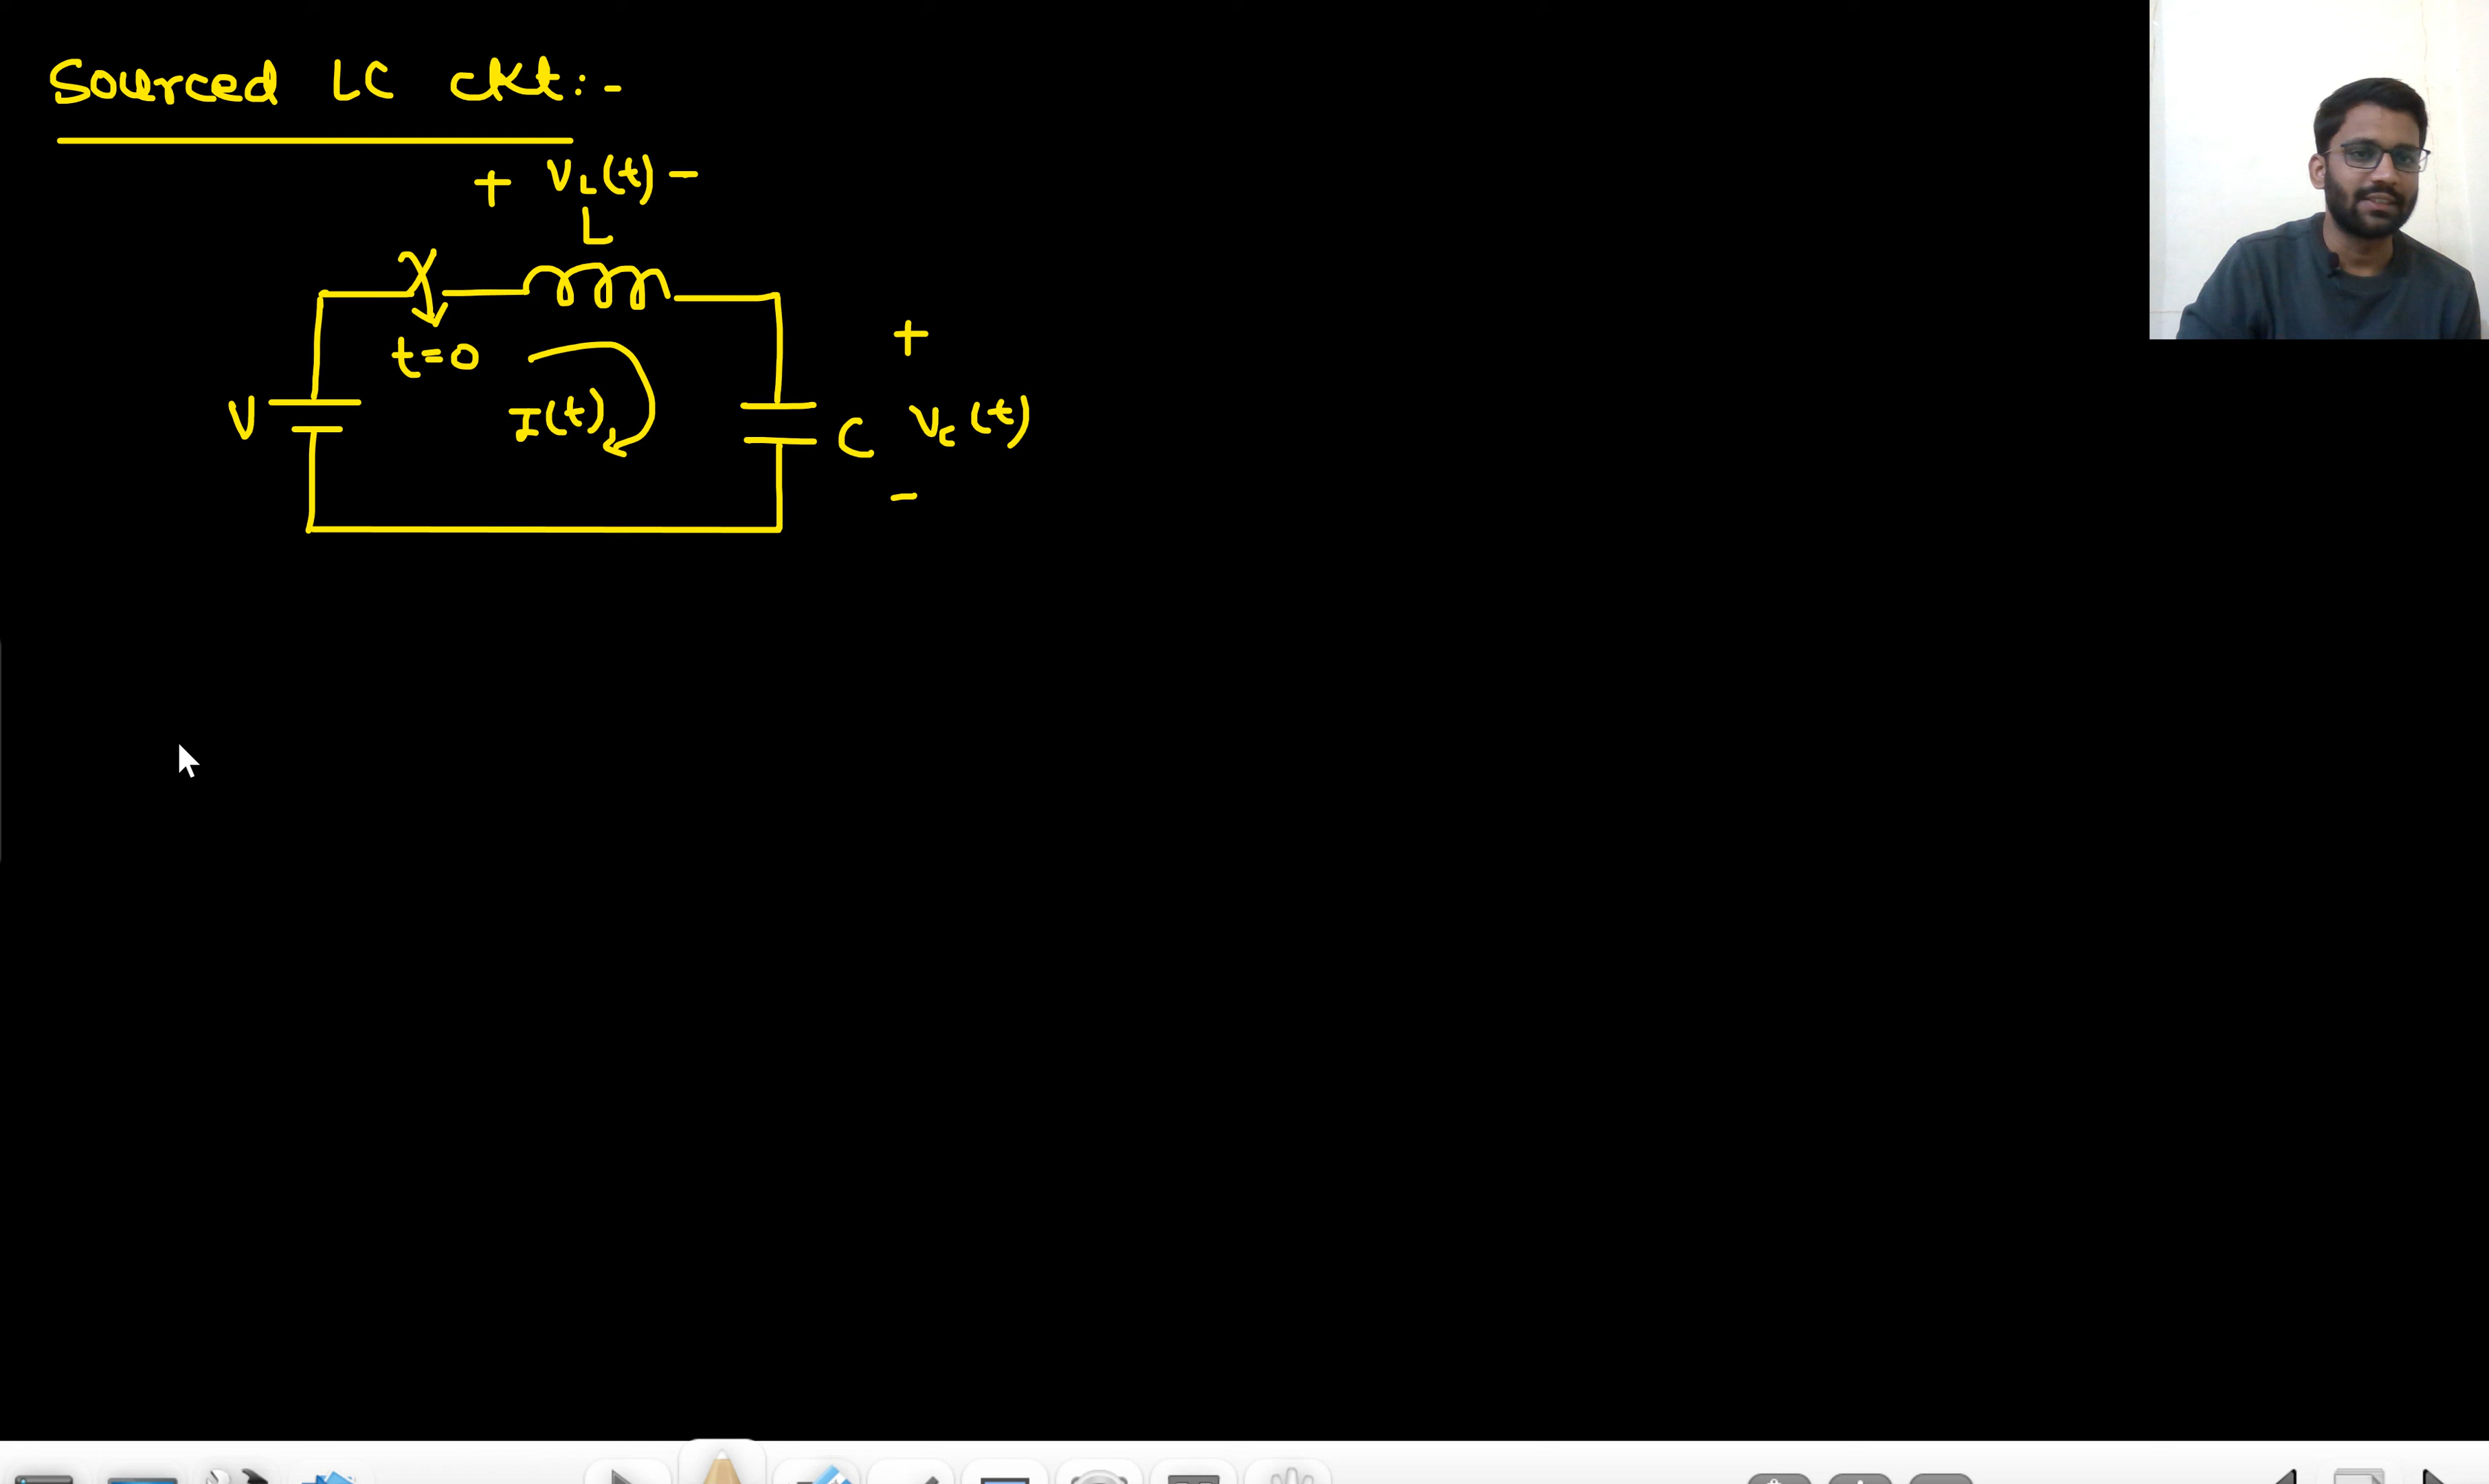 Sourced LC ckt:-
+ VL(t) -
L
t=0
I(t)
V
C
+
Vc(t)
-